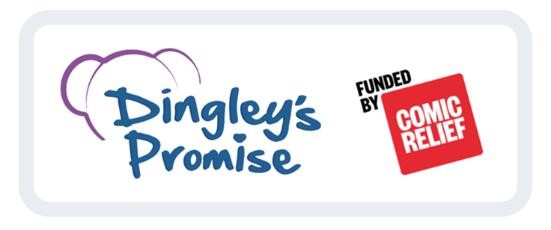 Dingley's
Promise
FUNDED
BY
COMIC
RELIEF